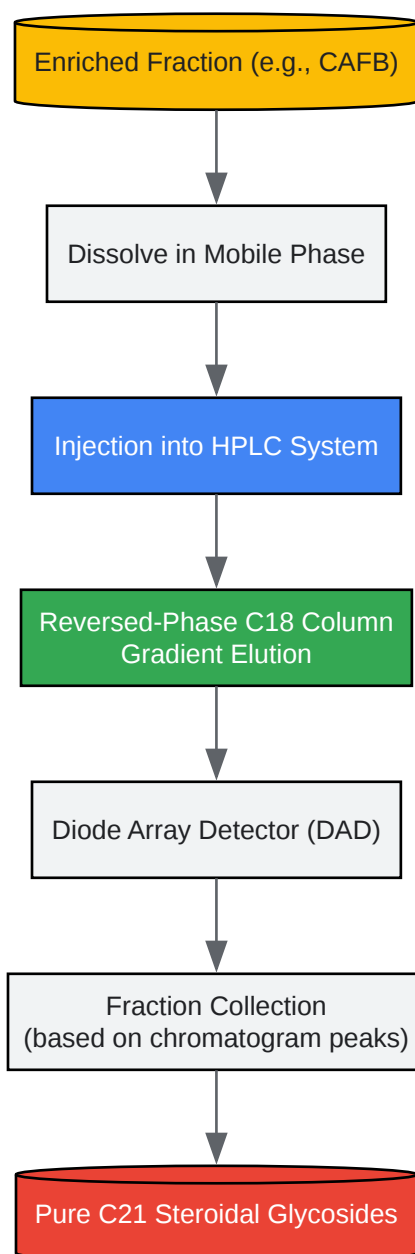 Enriched Fraction (e.g., CAFB)
Dissolve in Mobile Phase
Injection into HPLC System
Reversed-Phase C18 Column
Gradient Elution
Diode Array Detector (DAD)
Fraction Collection
(based on chromatogram peaks)
Pure C21 Steroidal Glycosides